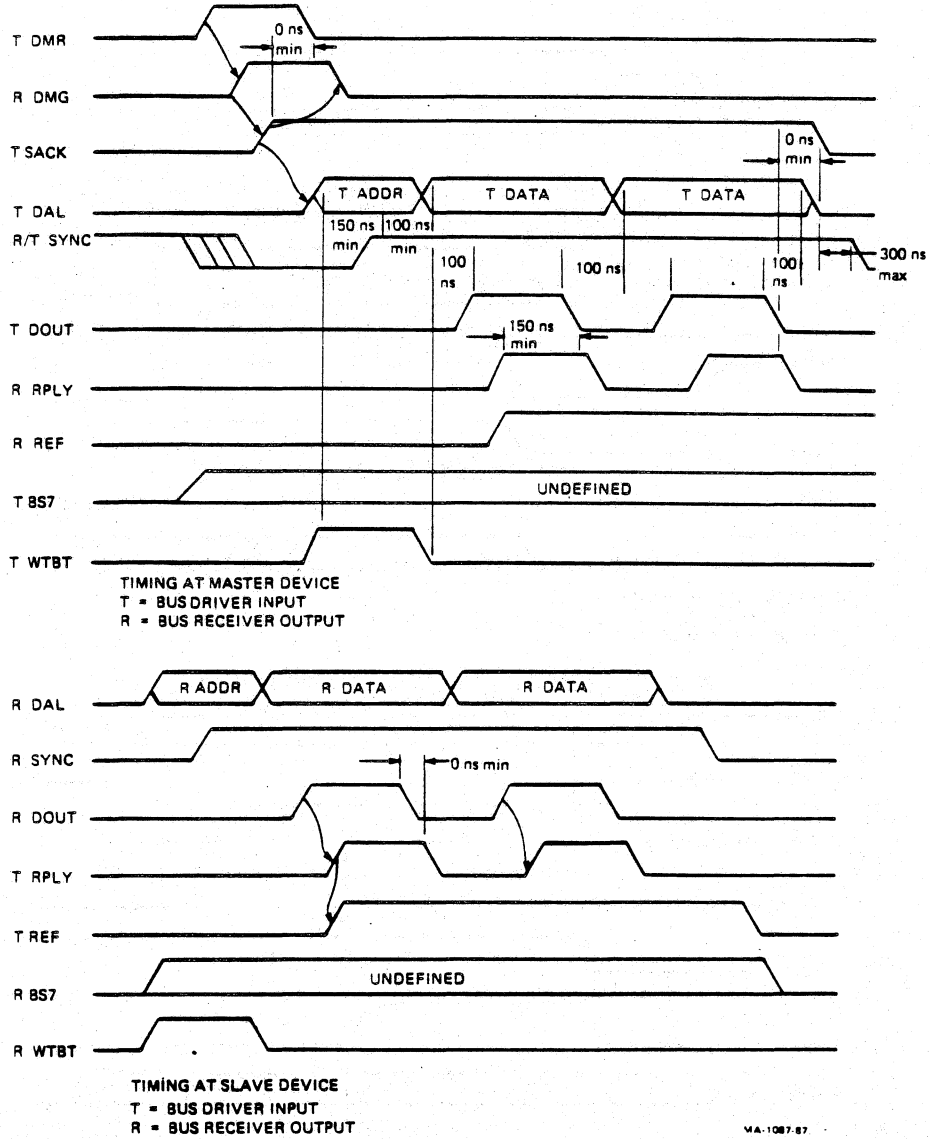 T DMR
0 ns
min
R DMG
T SACK
0 ns
min
T DAL
T ADDR
T DATA
T DATA
R/T SYNC
150 ns
min
100 ns
min
300 ns
max
100
ns
100 ns
100
ns
T DOUT
150 ns
min
R RPLY
R REF
T BS7
UNDEFINED
T WTBT
TIMING AT MASTER DEVICE
T = BUS DRIVER INPUT
R = BUS RECEIVER OUTPUT
R DAL
R ADDR
R DATA
R DATA
R SYNC
0 ns min
R DOUT
T RPLY
T REF
UNDEFINED
R BS7
R WTBT
TIMING AT SLAVE DEVICE
T = BUS DRIVER INPUT
R = BUS RECEIVER OUTPUT
MA-1087-87